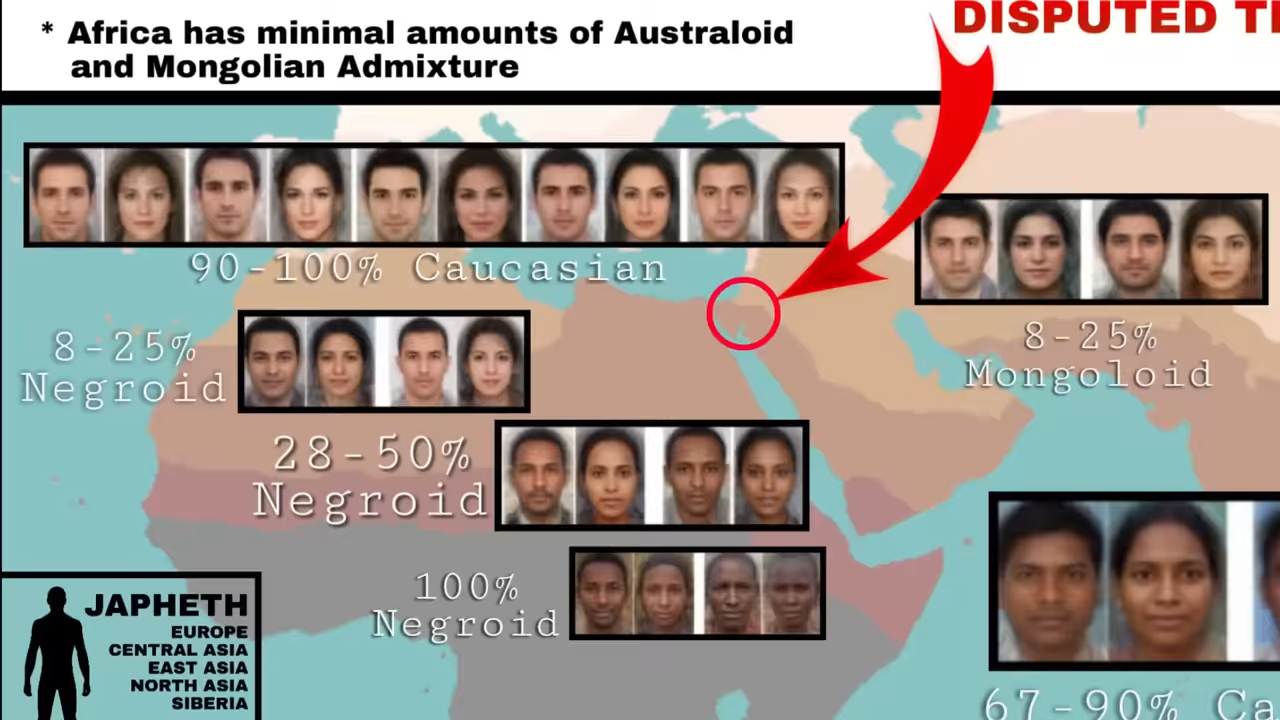 * Africa has minimal amounts of Australoid
and Mongolian Admixture
DISPUTED
90-100% Caucasian
8-25%
Negroid
8-25%
Mongoloid
28-50%
Negroid
100%
Negroid
JAPHETH
EUROPE
CENTRAL ASIA
EAST ASIA
NORTH ASIA
SIBERIA
67-90% Ca